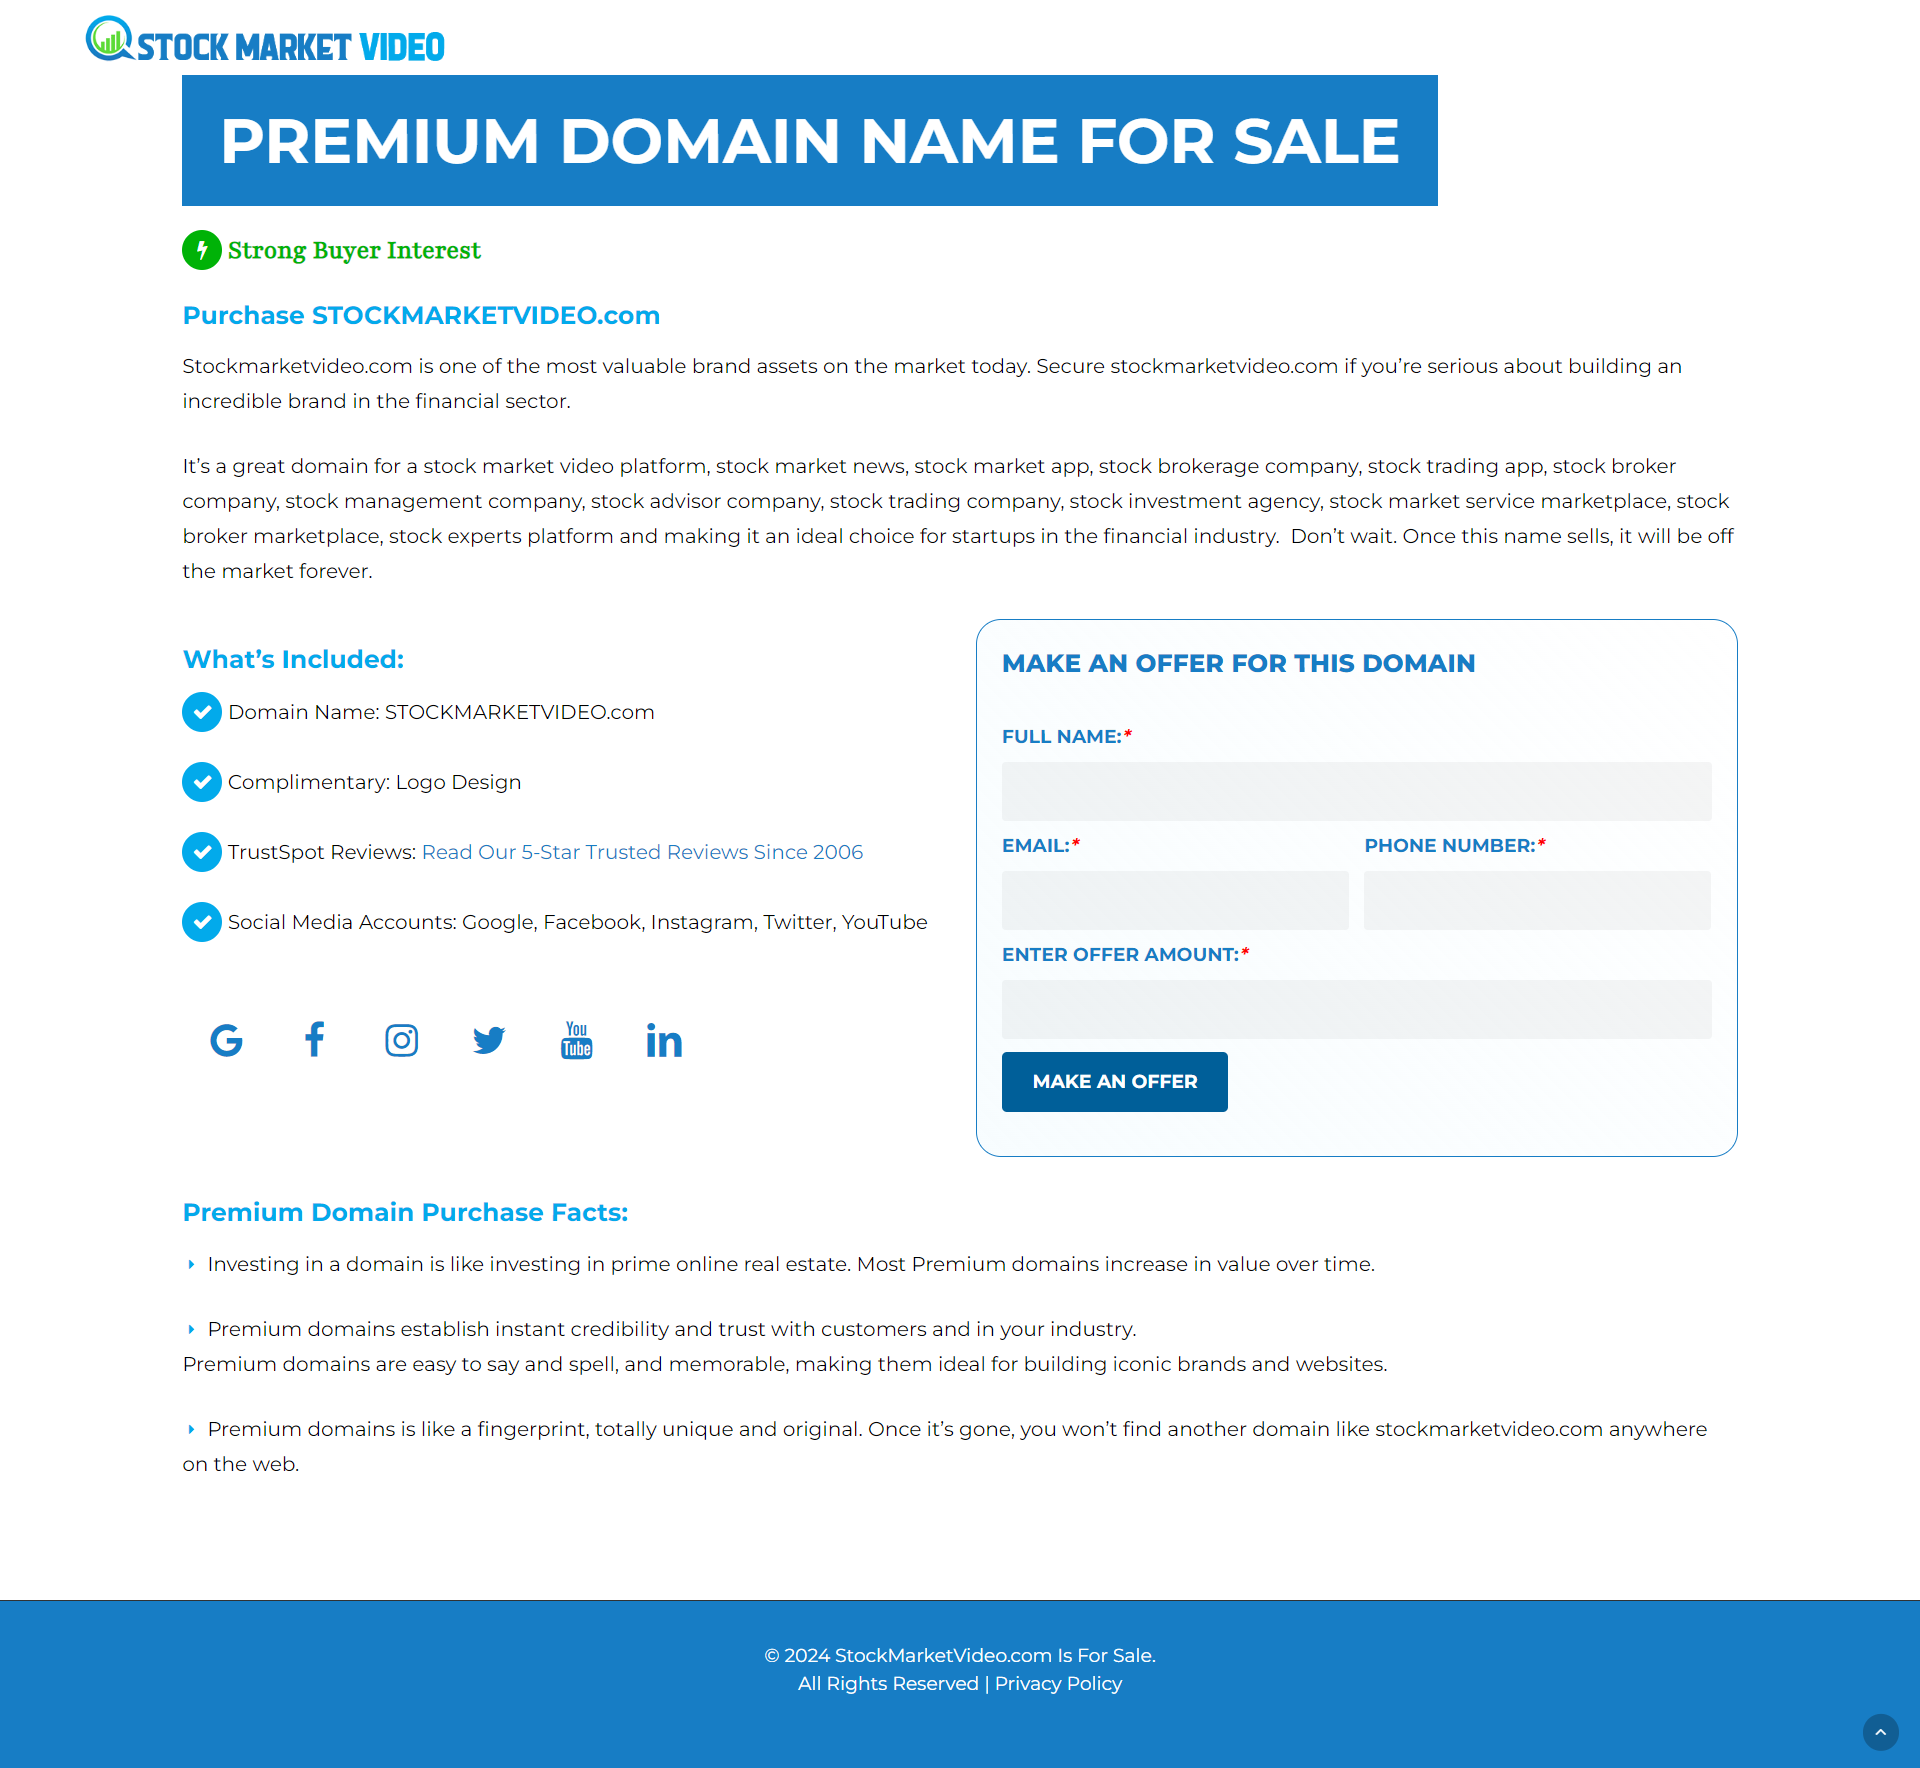 STOCK MARKET VIDEO
PREMIUM DOMAIN NAME FOR SALE
Strong Buyer Interest
Purchase STOCKMARKETVIDEO.com
Stockmarketvideo.com is one of the most valuable brand assets on the market today. Secure stockmarketvideo.com if you’re serious about building an
incredible brand in the financial sector.
It’s a great domain for a stock market video platform, stock market news, stock market app, stock brokerage company, stock trading app, stock broker
company, stock management company, stock advisor company, stock trading company, stock investment agency, stock market service marketplace, stock
broker marketplace, stock experts platform and making it an ideal choice for startups in the financial industry.  Don’t wait. Once this name sells, it will be off
the market forever.
What’s Included:
Domain Name: STOCKMARKETVIDEO.com
Complimentary: Logo Design
TrustSpot Reviews: Read Our 5-Star Trusted Reviews Since 2006
Social Media Accounts: Google, Facebook, Instagram, Twitter, YouTube
G f You Tube in
MAKE AN OFFER FOR THIS DOMAIN
FULL NAME:*
EMAIL:* PHONE NUMBER:*
ENTER OFFER AMOUNT:*
MAKE AN OFFER
Premium Domain Purchase Facts:
Investing in a domain is like investing in prime online real estate. Most Premium domains increase in value over time.
Premium domains establish instant credibility and trust with customers and in your industry.
Premium domains are easy to say and spell, and memorable, making them ideal for building iconic brands and websites.
Premium domains is like a fingerprint, totally unique and original. Once it’s gone, you won’t find another domain like stockmarketvideo.com anywhere
on the web.
© 2024 StockMarketVideo.com Is For Sale.
All Rights Reserved | Privacy Policy